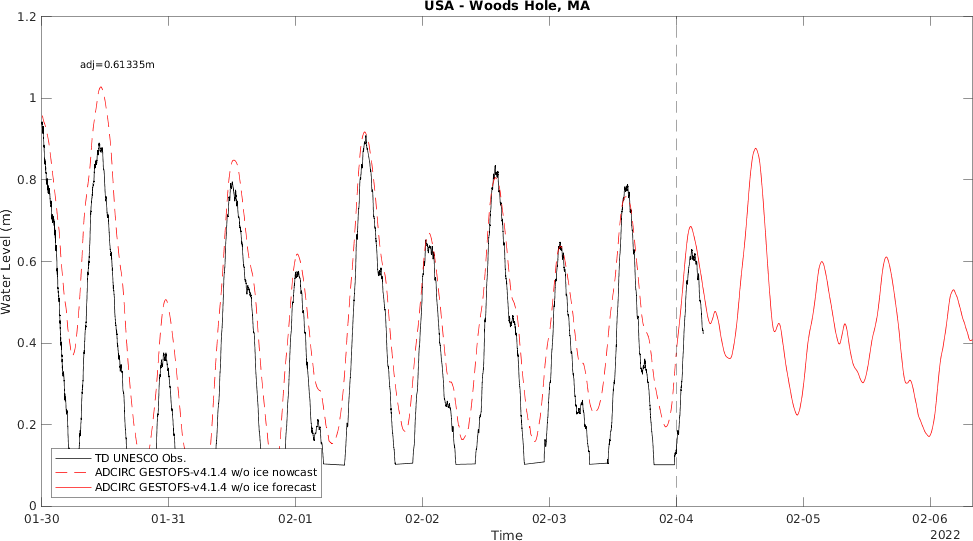 USA - Woods Hole, MA
adj=0.61335m
Water Level (m)
1.2
1
0.8
0.6
0.4
0.2
0
TD UNESCO Obs.
ADCIRC GESTOFS-v4.1.4 w/o ice nowcast
ADCIRC GESTOFS-v4.1.4 w/o ice forecast
01-30 01-31 02-01 02-02 02-03 02-04 02-05 02-06
Time
2022